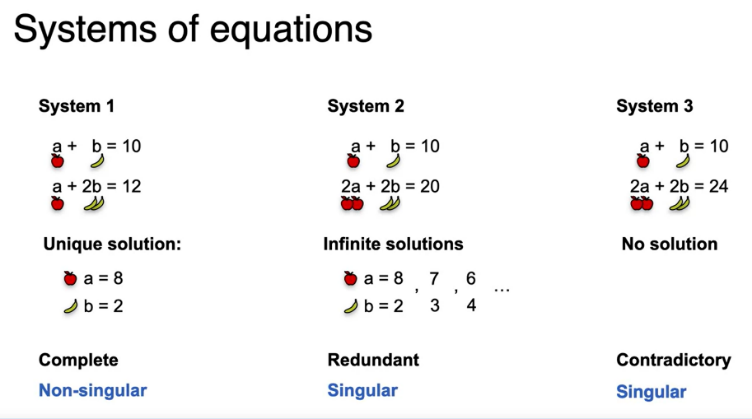 Systems of equations
System 1
a + b = 10
a + 2b = 12
Unique solution:
a = 8
b = 2
Complete
Non-singular
System 2
a + b = 10
2a + 2b = 20
Infinite solutions
a = 8 , 7 , 6 ...
b = 2 3 4
Redundant
Singular
System 3
a + b = 10
2a + 2b = 24
No solution
Contradictory
Singular